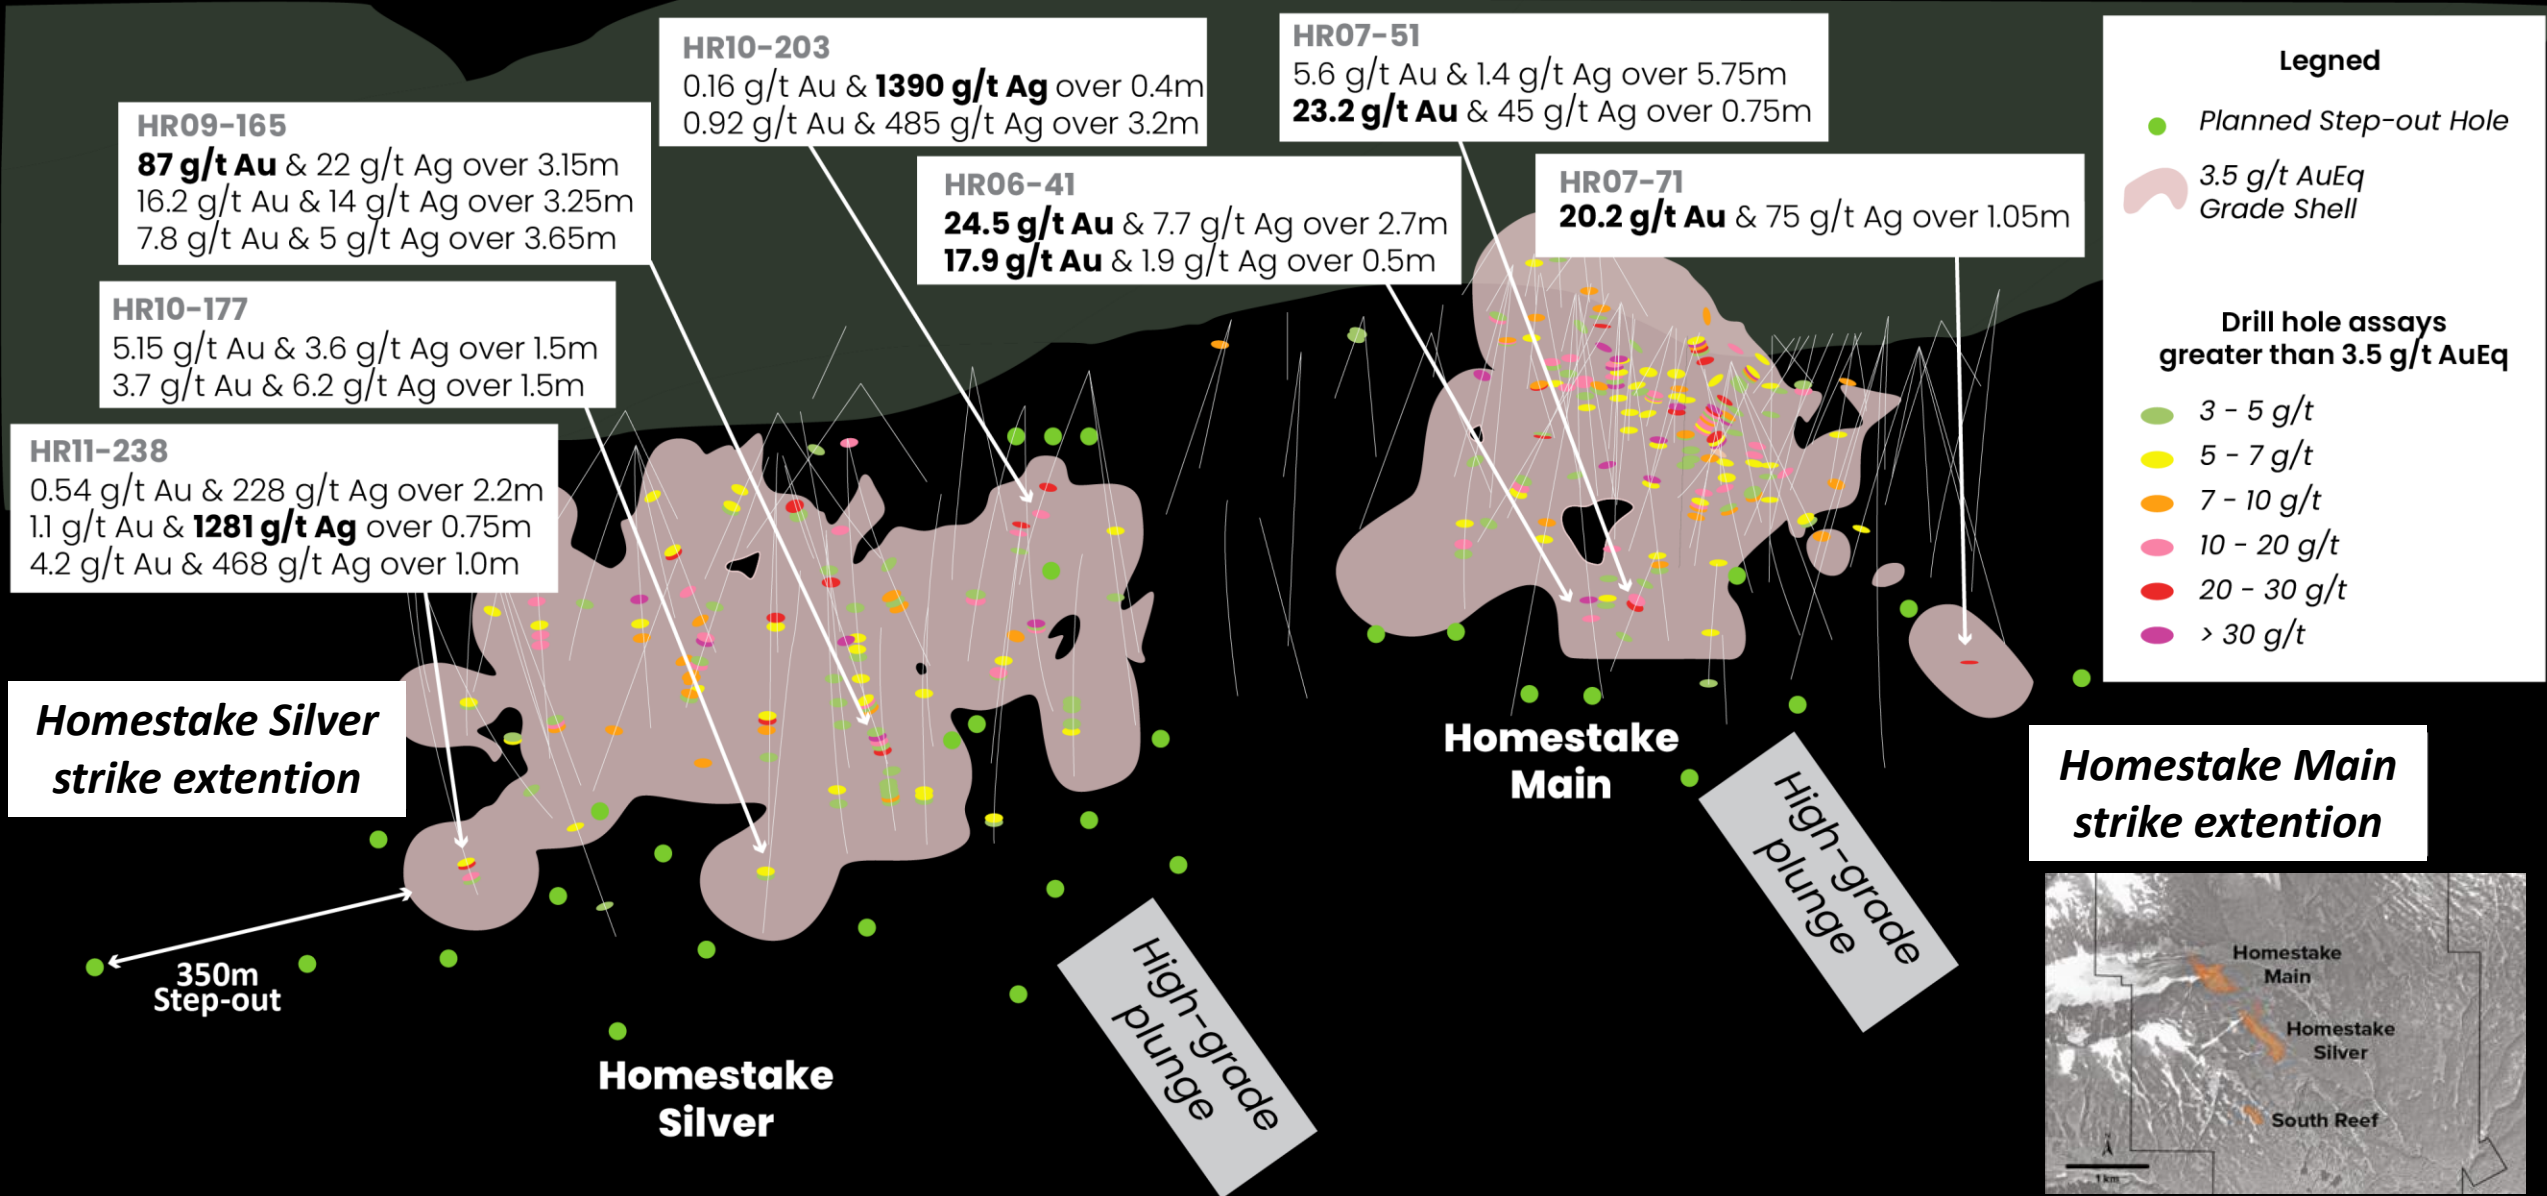 HR10-203
0.16 g/t Au & 1390 g/t Ag over 0.4m
0.92 g/t Au & 485 g/t Ag over 3.2m
HR07-51
5.6 g/t Au & 1.4 g/t Ag over 5.75m
23.2 g/t Au & 45 g/t Ag over 0.75m
HR09-165
87 g/t Au & 22 g/t Ag over 3.15m
16.2 g/t Au & 14 g/t Ag over 3.25m
7.8 g/t Au & 5 g/t Ag over 3.65m
HR06-41
24.5 g/t Au & 7.7 g/t Ag over 2.7m
17.9 g/t Au & 1.9 g/t Ag over 0.5m
HR07-71
20.2 g/t Au & 75 g/t Ag over 1.05m
HR10-177
5.15 g/t Au & 3.6 g/t Ag over 1.5m
3.7 g/t Au & 6.2 g/t Ag over 1.5m
HR11-238
0.54 g/t Au & 228 g/t Ag over 2.2m
1.1 g/t Au & 1281 g/t Ag over 0.75m
4.2 g/t Au & 468 g/t Ag over 1.0m
Legned
Planned Step-out Hole
3.5 g/t AuEq
Grade Shell
Drill hole assays
greater than 3.5 g/t AuEq
3 - 5 g/t
5 - 7 g/t
7 - 10 g/t
10 - 20 g/t
20 - 30 g/t
> 30 g/t
Homestake Silver
strike extention
Homestake
Main
High-grade
plunge
Homestake Main
strike extention
350m
Step-out
Homestake
Silver
High-grade
plunge
Homestake
Main
Homestake
Silver
South Reef
N
1 km